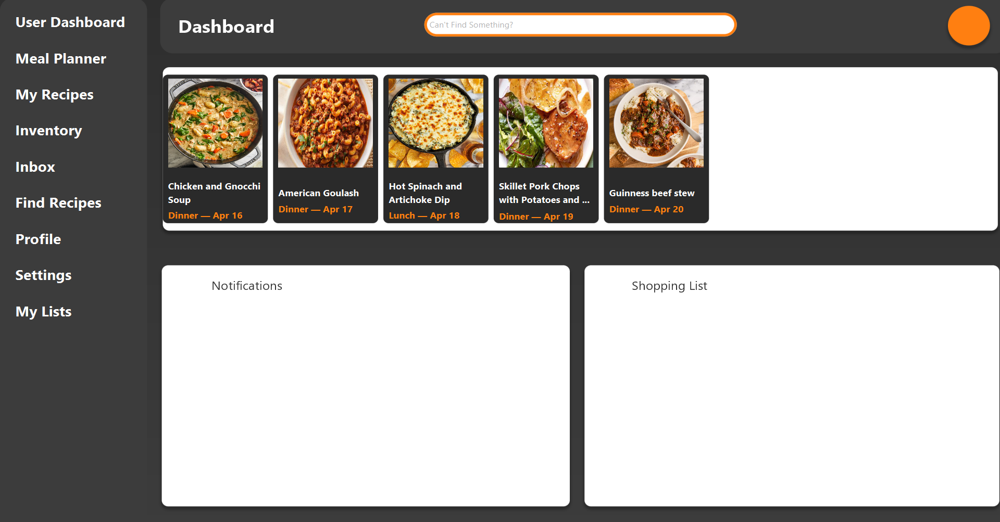 User Dashboard
Meal Planner
My Recipes
Inventory
Inbox
Find Recipes
Profile
Settings
My Lists
Dashboard
Can't Find Something?
Chicken and Gnocchi
Soup
Dinner — Apr 16
American Goulash
Dinner — Apr 17
Hot Spinach and
Artichoke Dip
Lunch — Apr 18
Skillet Pork Chops
with Potatoes and ...
Dinner — Apr 19
Guinness beef stew
Dinner — Apr 20
Notifications
Shopping List